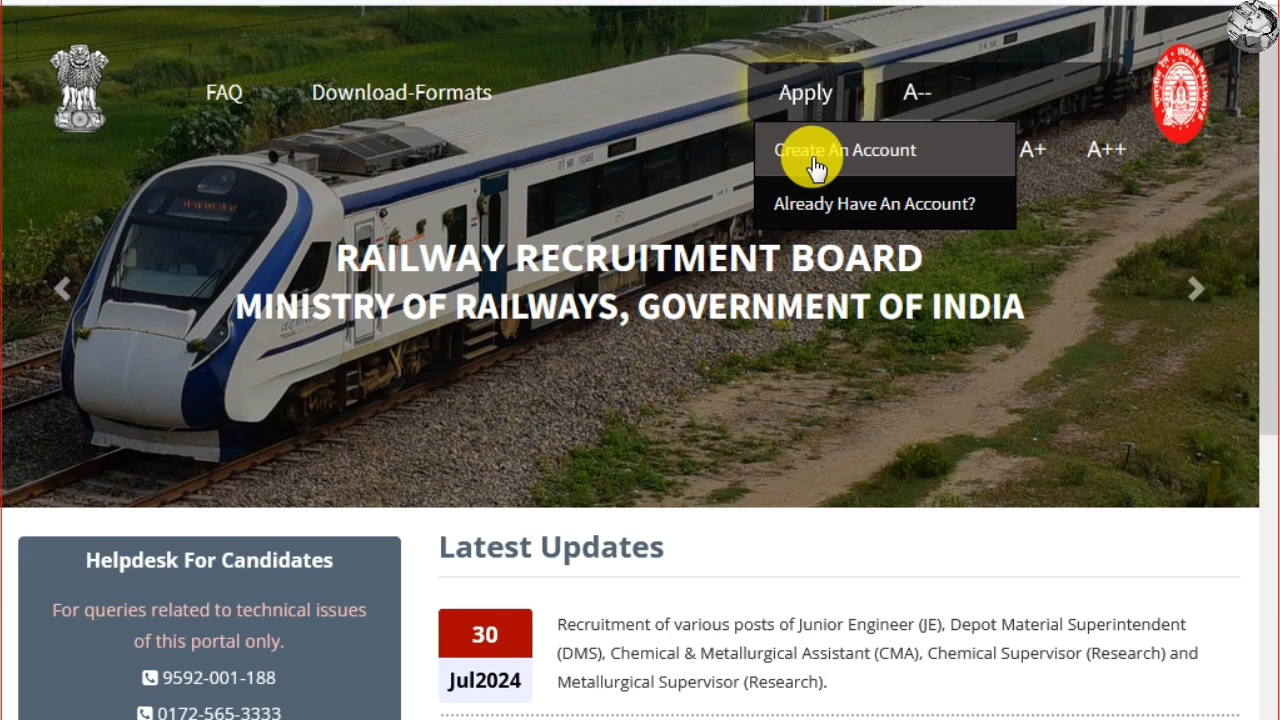 FAQ
Download-Formats
Apply
A--
Create An Account
A+
A++
Already Have An Account?
RAILWAY RECRUITMENT BOARD
MINISTRY OF RAILWAYS, GOVERNMENT OF INDIA
Helpdesk For Candidates
For queries related to technical issues
of this portal only.
9592-001-188
0172-565-3333
Latest Updates
30
Jul2024
Recruitment of various posts of Junior Engineer (JE), Depot Material Superintendent
(DMS), Chemical & Metallurgical Assistant (CMA), Chemical Supervisor (Research) and
Metallurgical Supervisor (Research).